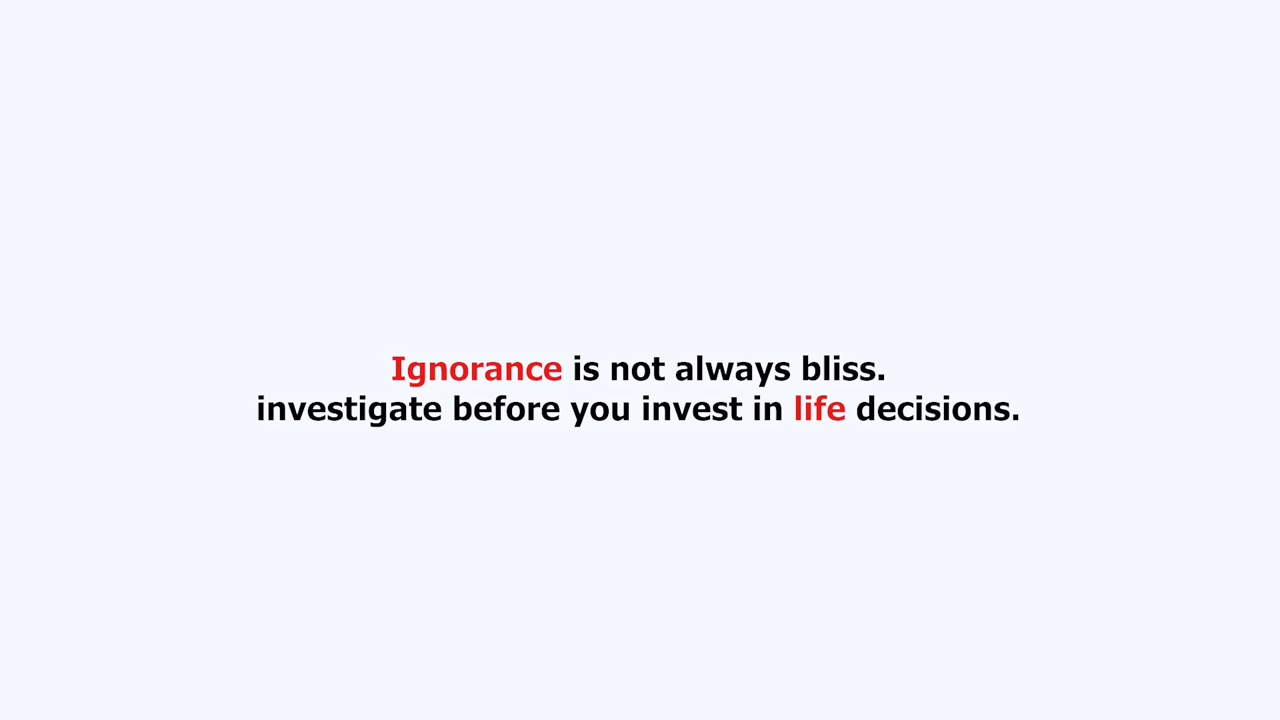 Ignorance is not always bliss.
investigate before you invest in life decisions.